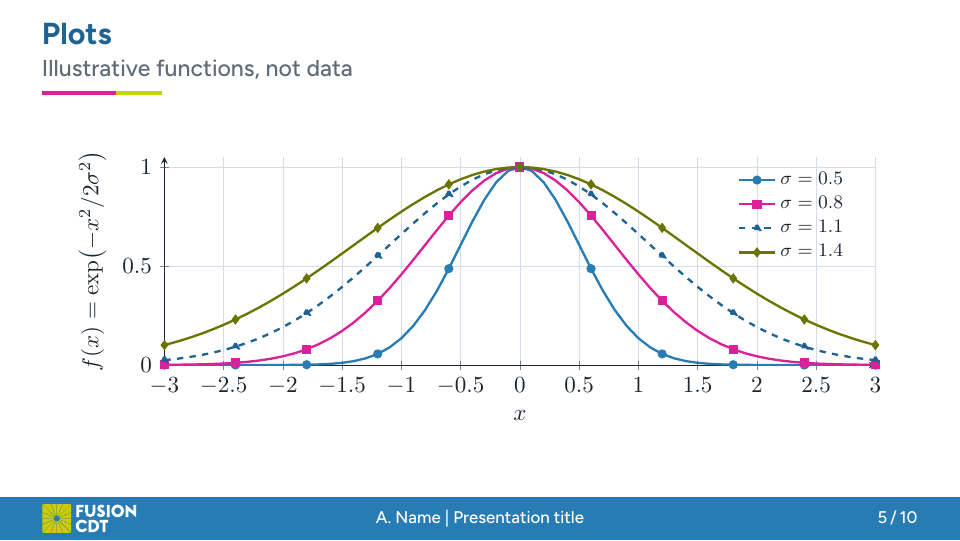 Plots
Illustrative functions, not data
f(x) = exp(−x²/2σ²)
1
0.5
0
−3 −2.5 −2 −1.5 −1 −0.5 0 0.5 1 1.5 2 2.5 3
x
σ = 0.5
σ = 0.8
σ = 1.1
σ = 1.4
FUSION
CDT
A. Name | Presentation title
5 / 10